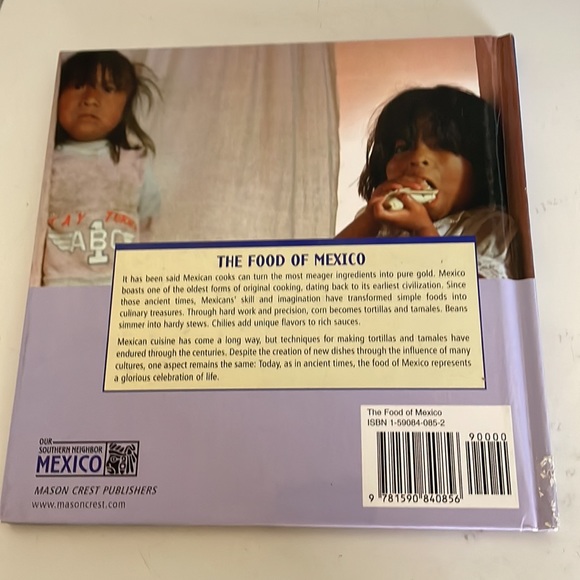 ABC
1
THE FOOD OF MEXICO
It has been said Mexican cooks can turn the most meager ingredients into pure gold. Mexico
boasts one of the oldest forms of original cooking, dating back to its earliest civilization. Since
those ancient times, Mexicans' skill and imagination have transformed simple foods into
culinary treasures. Through hard work and precision, corn becomes tortillas and tamales. Beans
simmer into hardy stews. Chilies add unique flavors to rich sauces.
Mexican cuisine has come a long way, but techniques for making tortillas and tamales have
endured through the centuries. Despite the creation of new dishes through the influence of many
cultures, one aspect remains the same: Today, as in ancient times, the food of Mexico represents
a glorious celebration of life.
The Food of Mexico
ISBN 1-59084-085-2
90000
9 781590 840856
OUR
SOUTHERN NEIGHBOR
MEXICO
MASON CREST PUBLISHERS
www.masoncrest.com